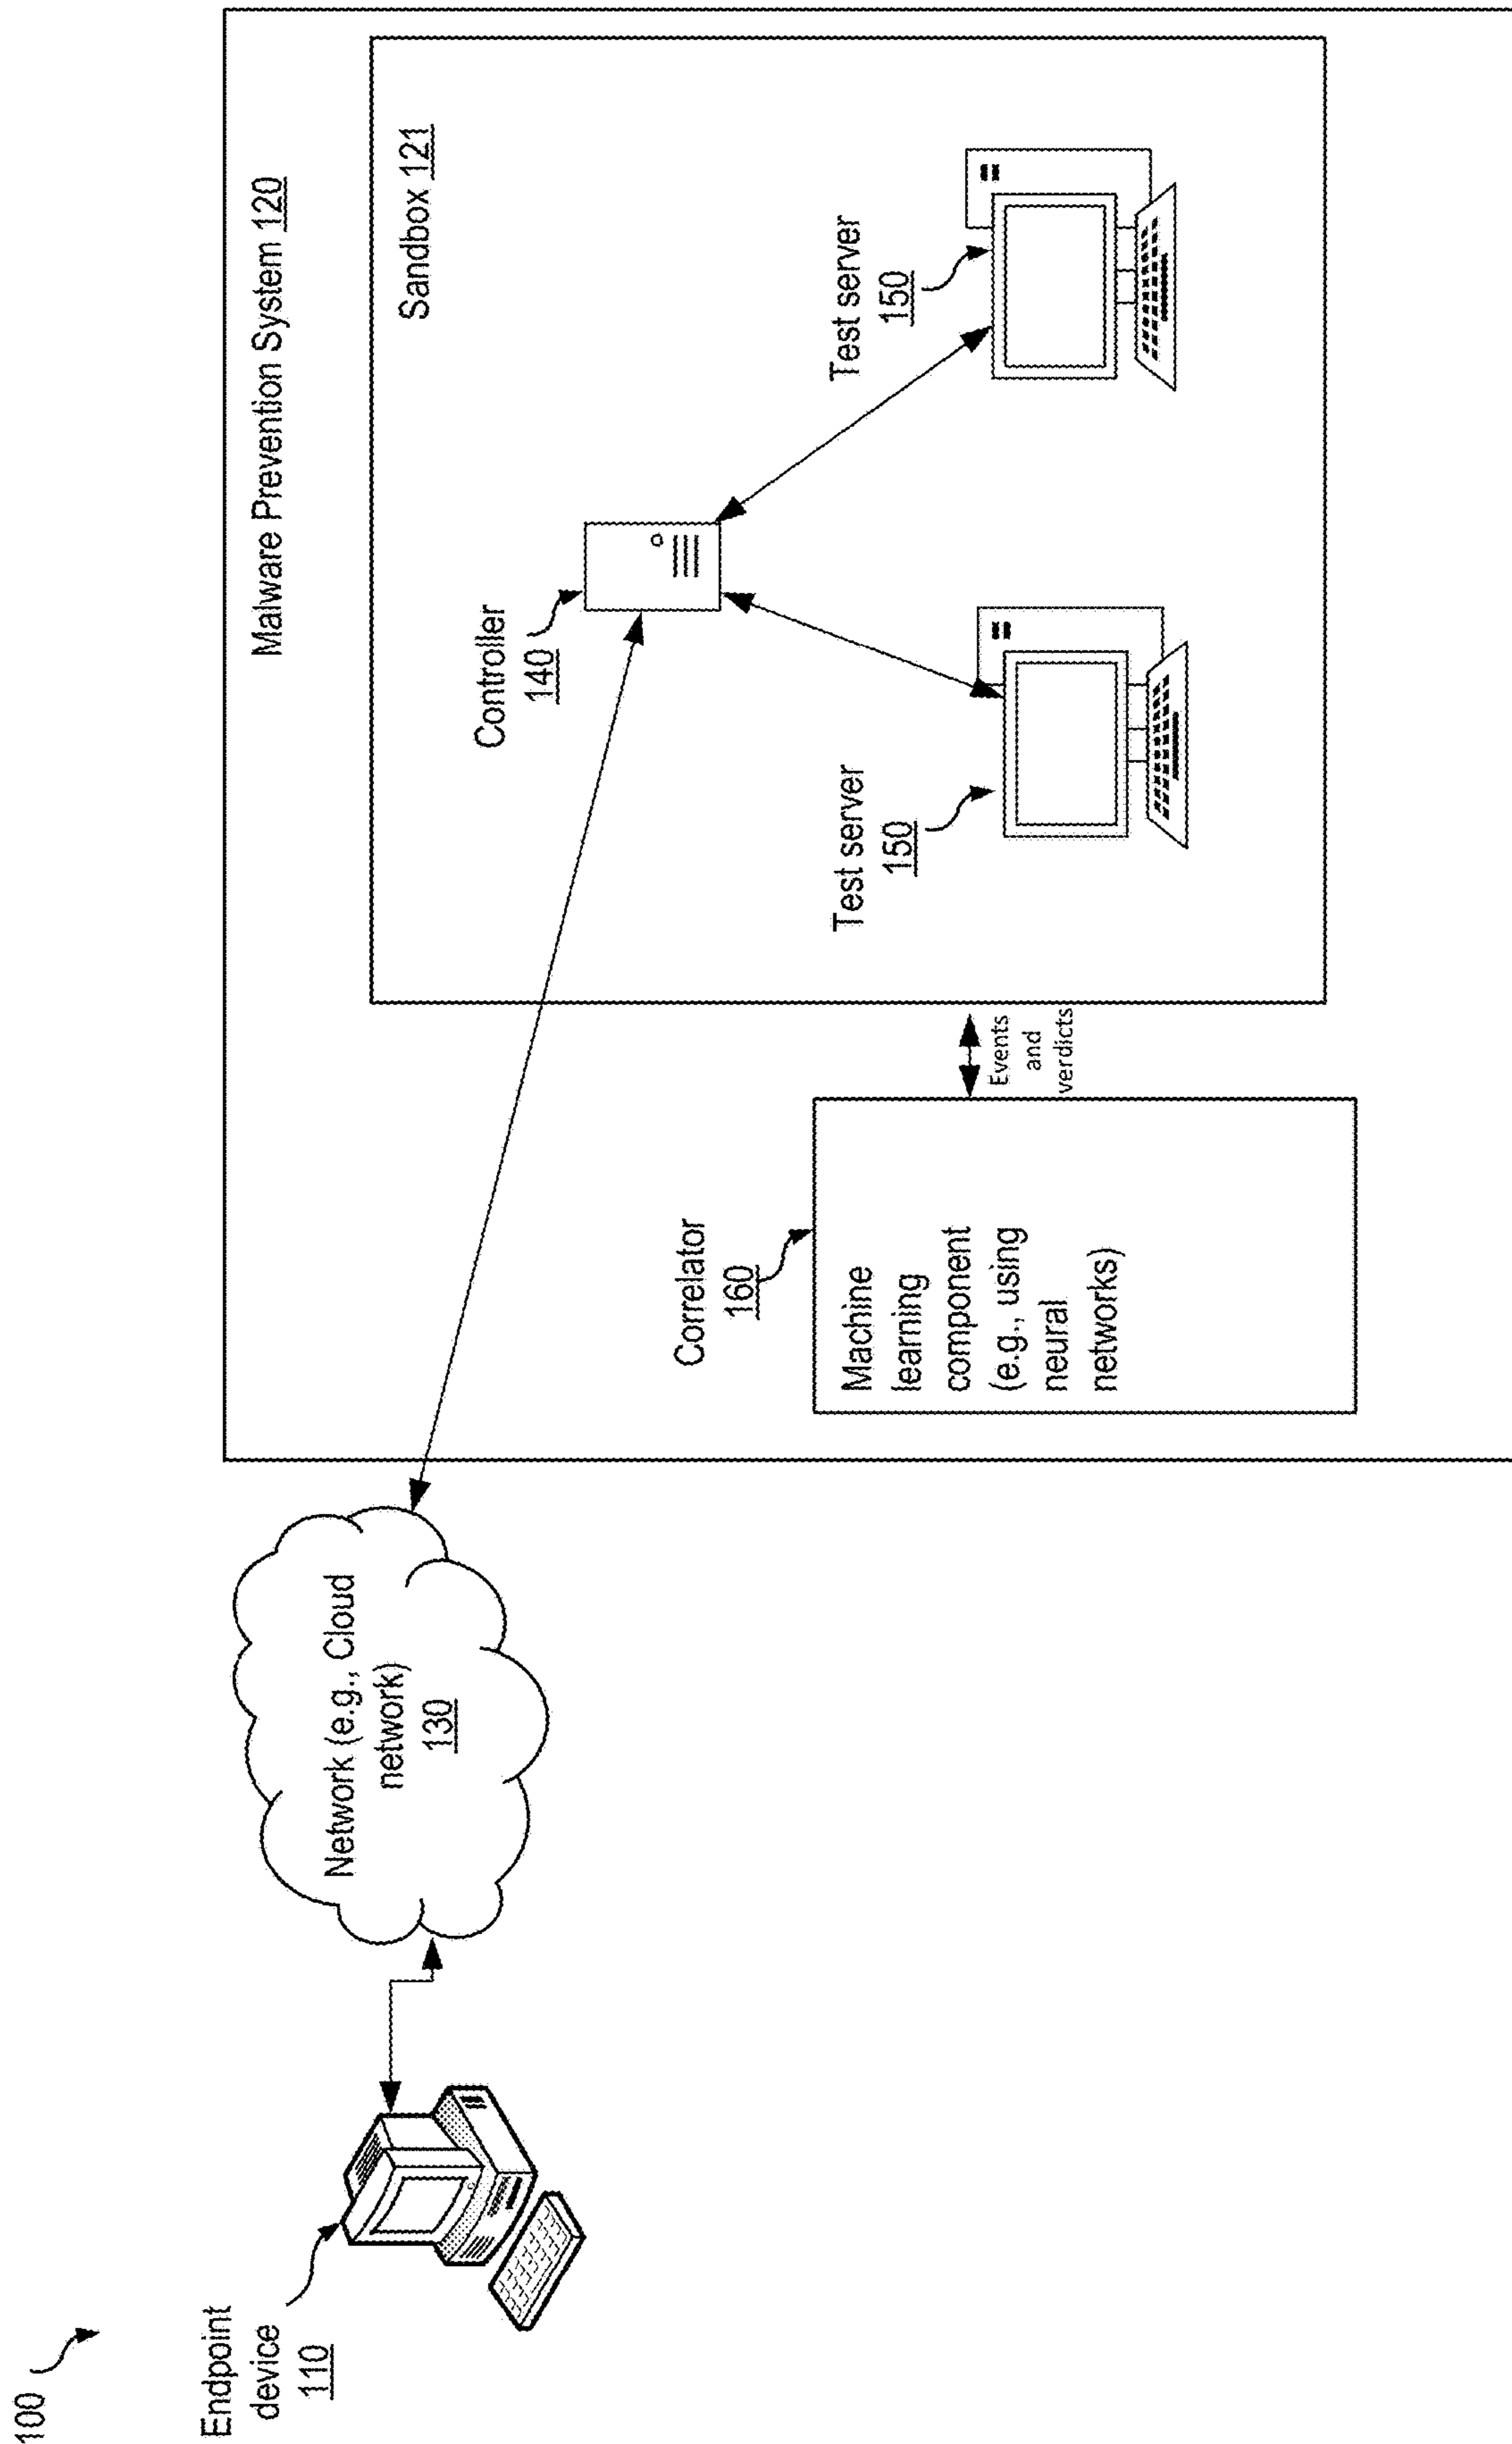 100
Endpoint
device
110
Network (e.g., Cloud
network)
130
Malware Prevention System 120
Sandbox 121
Controller
140
Test server
150
Test server
150
Correlator
160
Machine
learning
component
(e.g., using
neural
networks)
Events
and
verdicts